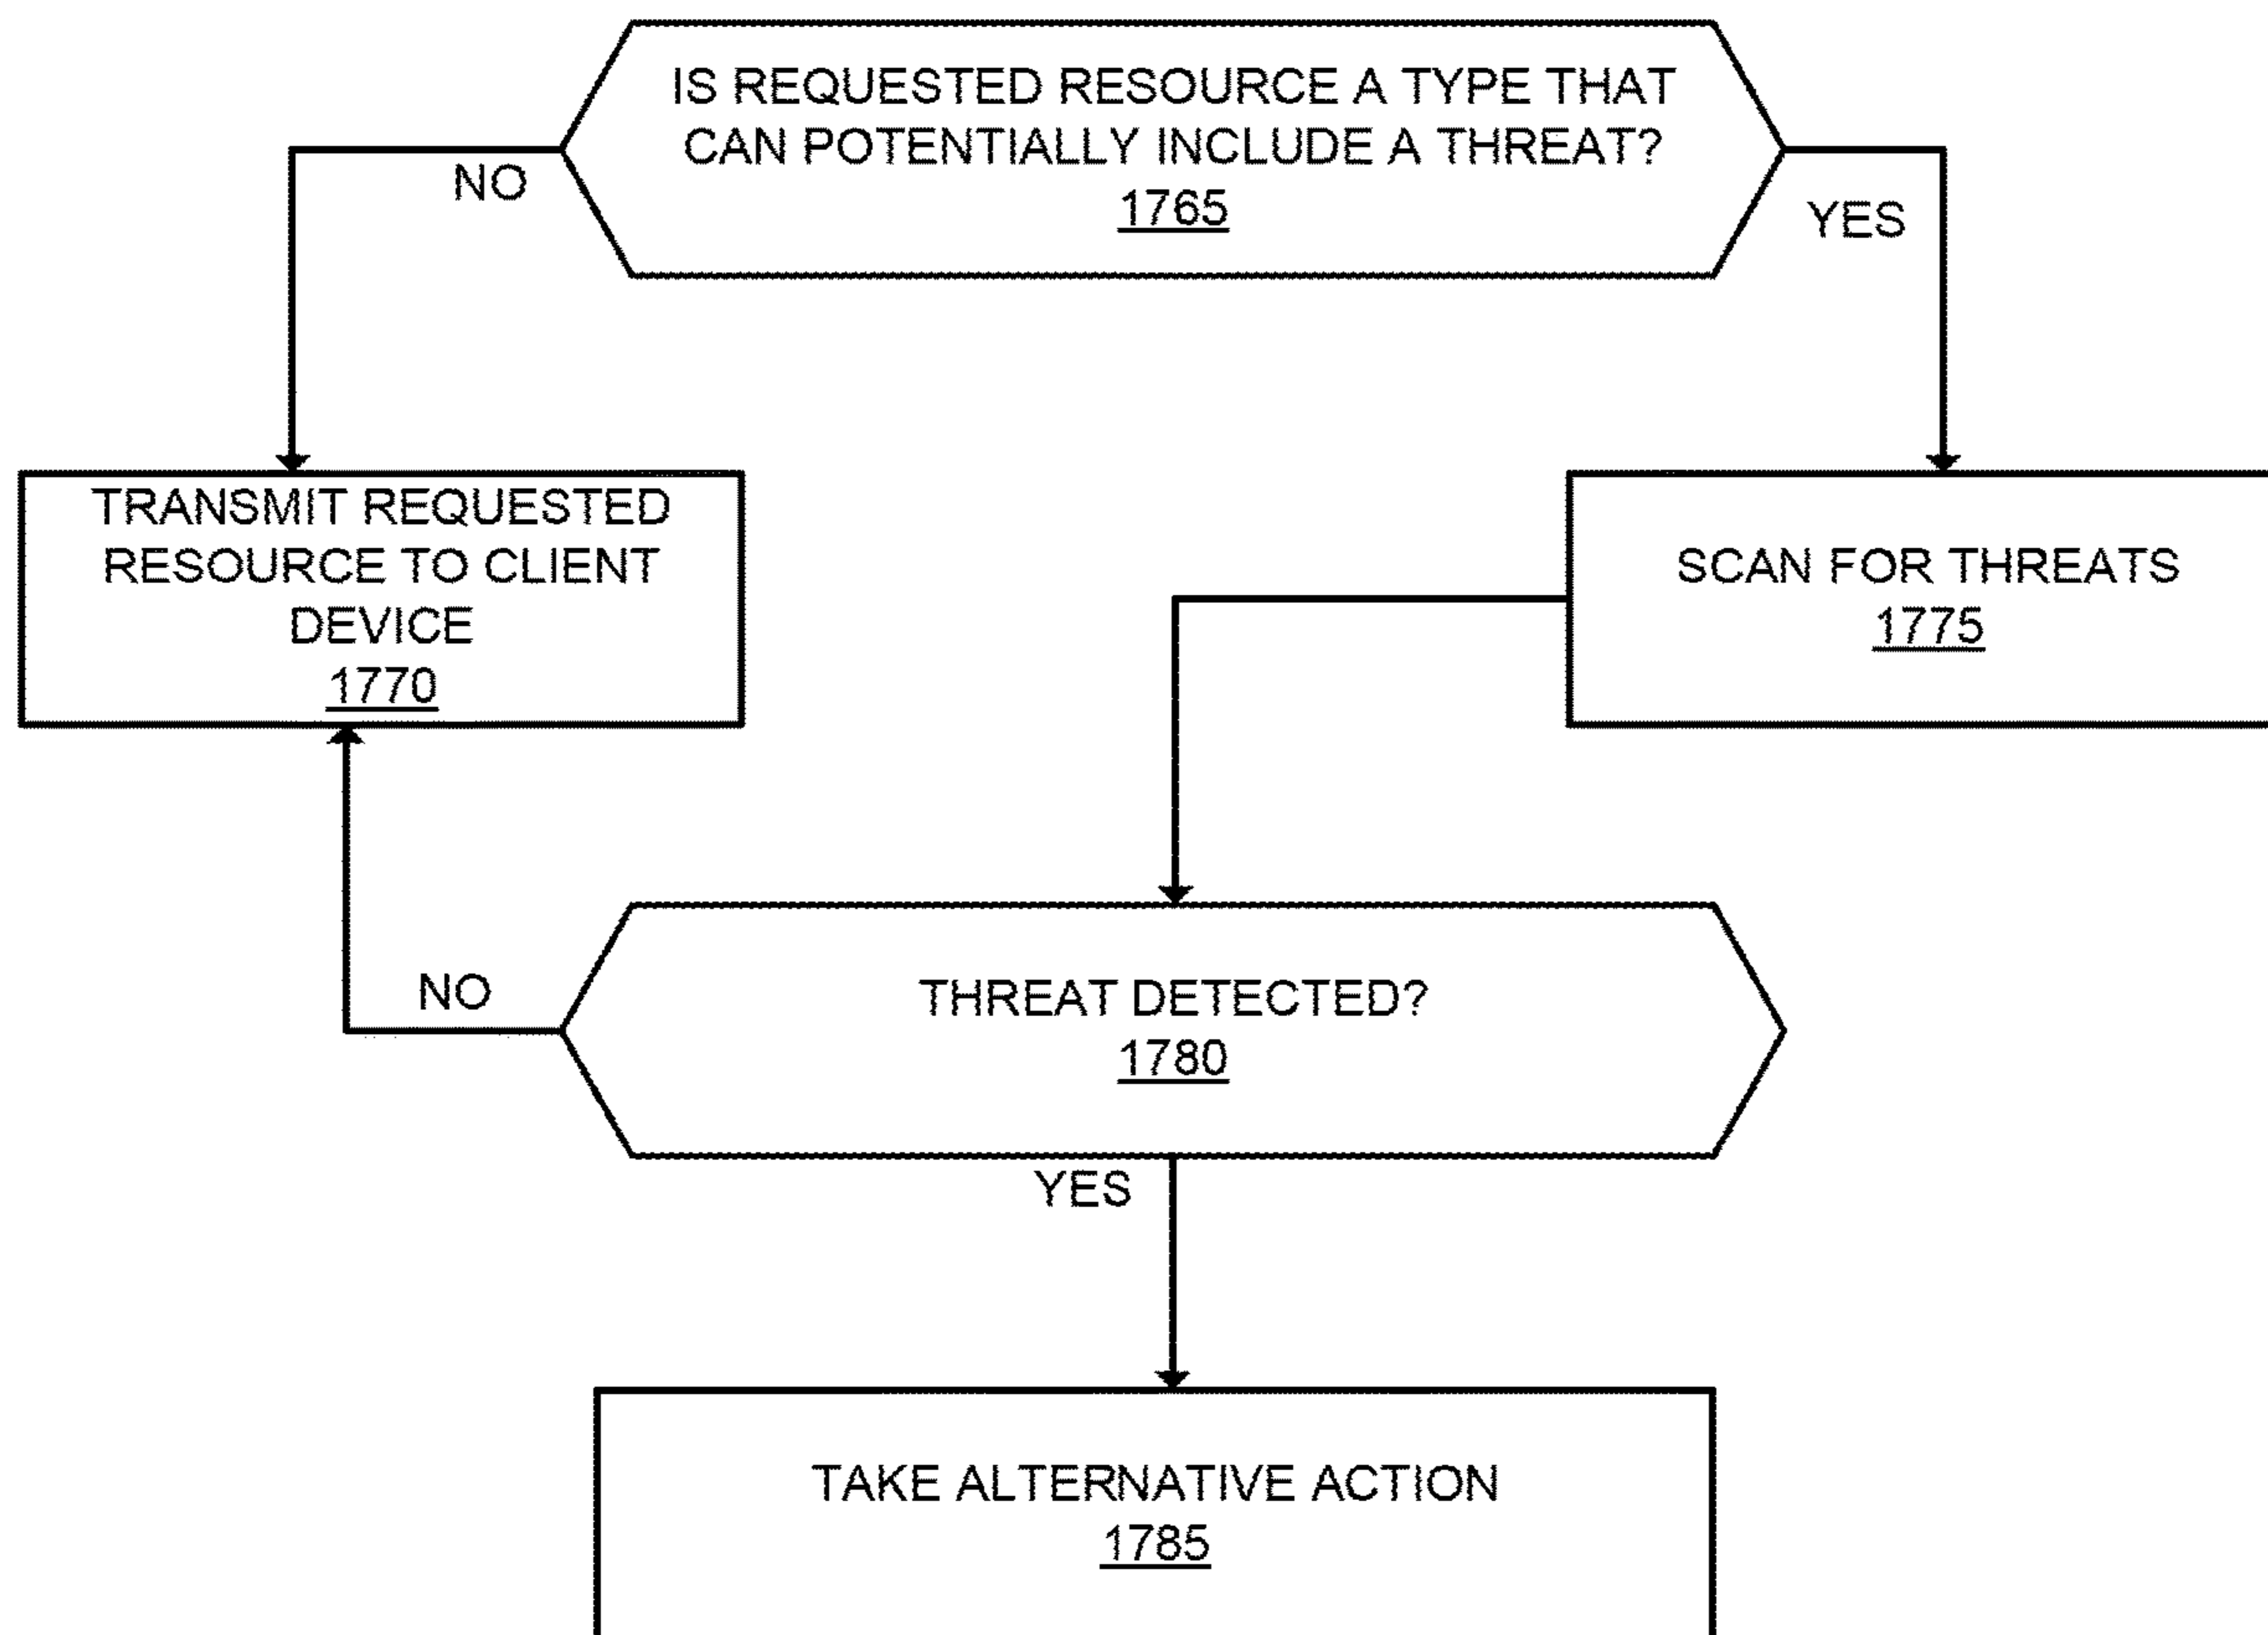 IS REQUESTED RESOURCE A TYPE THAT
CAN POTENTIALLY INCLUDE A THREAT?
1765
NO
YES
TRANSMIT REQUESTED
RESOURCE TO CLIENT
DEVICE
1770
SCAN FOR THREATS
1775
NO
THREAT DETECTED?
1780
YES
TAKE ALTERNATIVE ACTION
1785